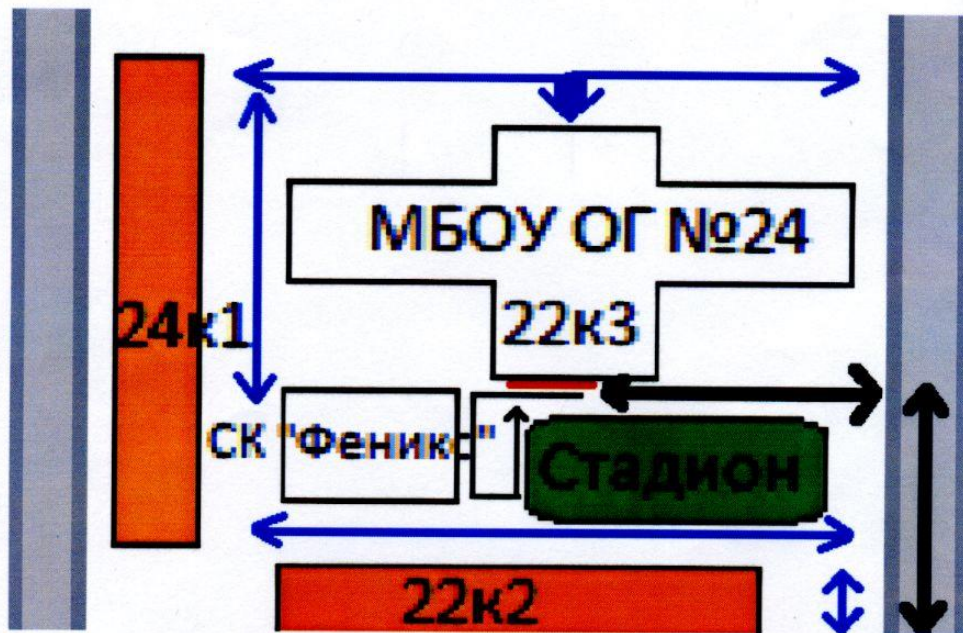 МБОУ ОГ №24
24к1
22к3
СК "Феникс"
Стадион
22к2